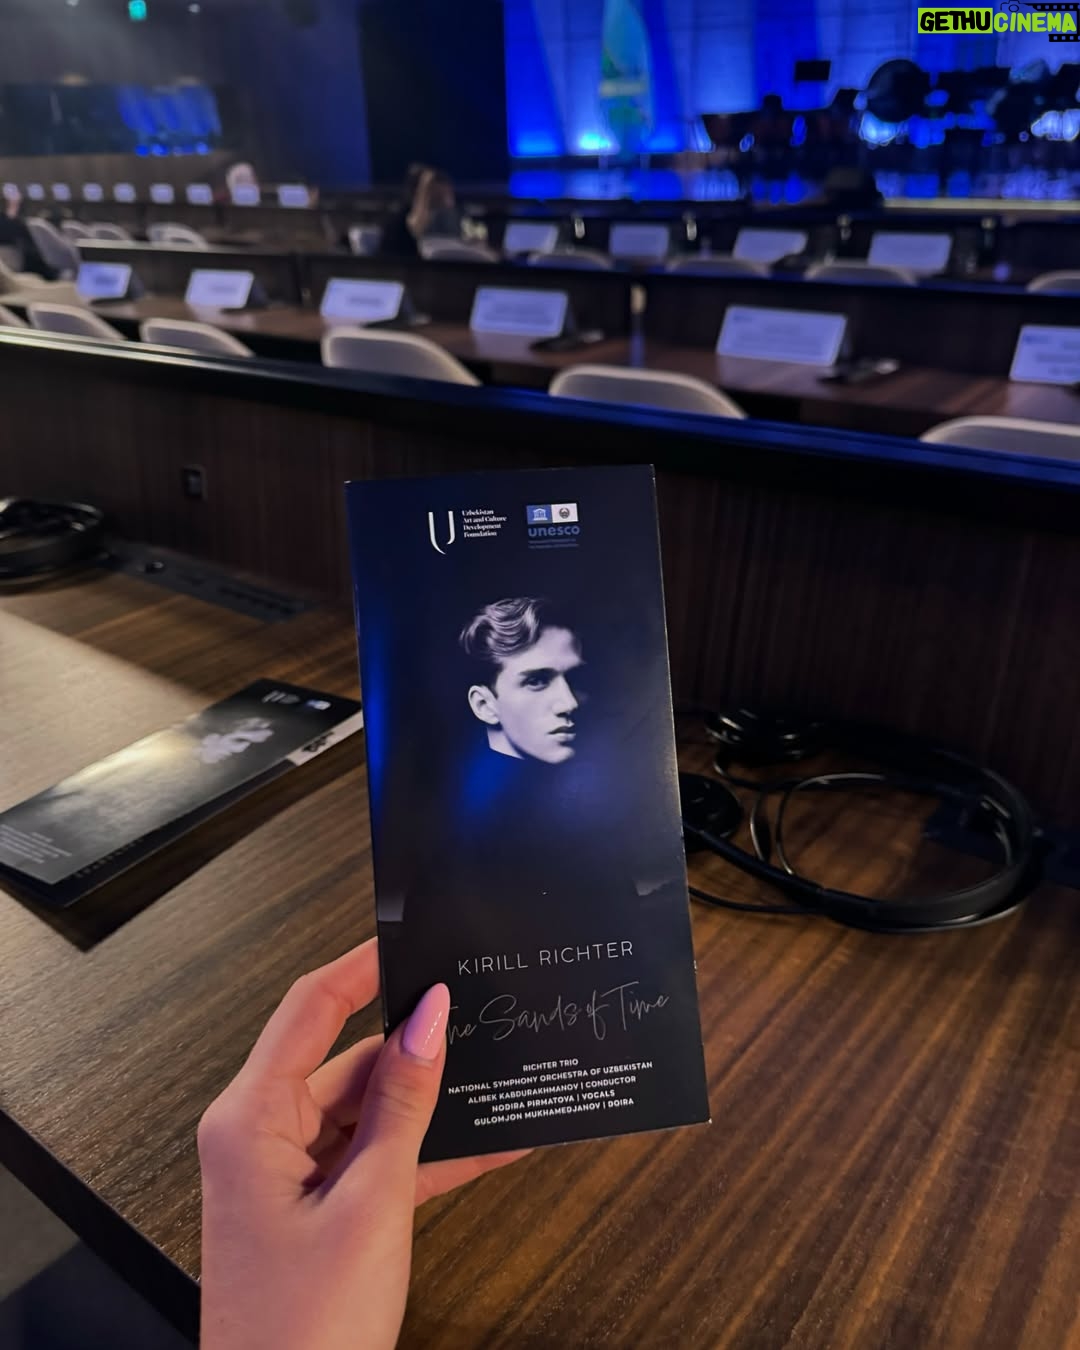 GETHU CINEMA
Uzbekistan
Art and Culture
Development
Foundation
unesco
KIRILL RICHTER
The Sands of Time
RICHTER TRIO
NATIONAL SYMPHONY ORCHESTRA OF UZBEKISTAN
ALIBEK KABDURAKHMANOV | CONDUCTOR
NODIRA PIRMATOVA | VOCALS
GULOMJON MUKHAMEDJANOV | DOIRA